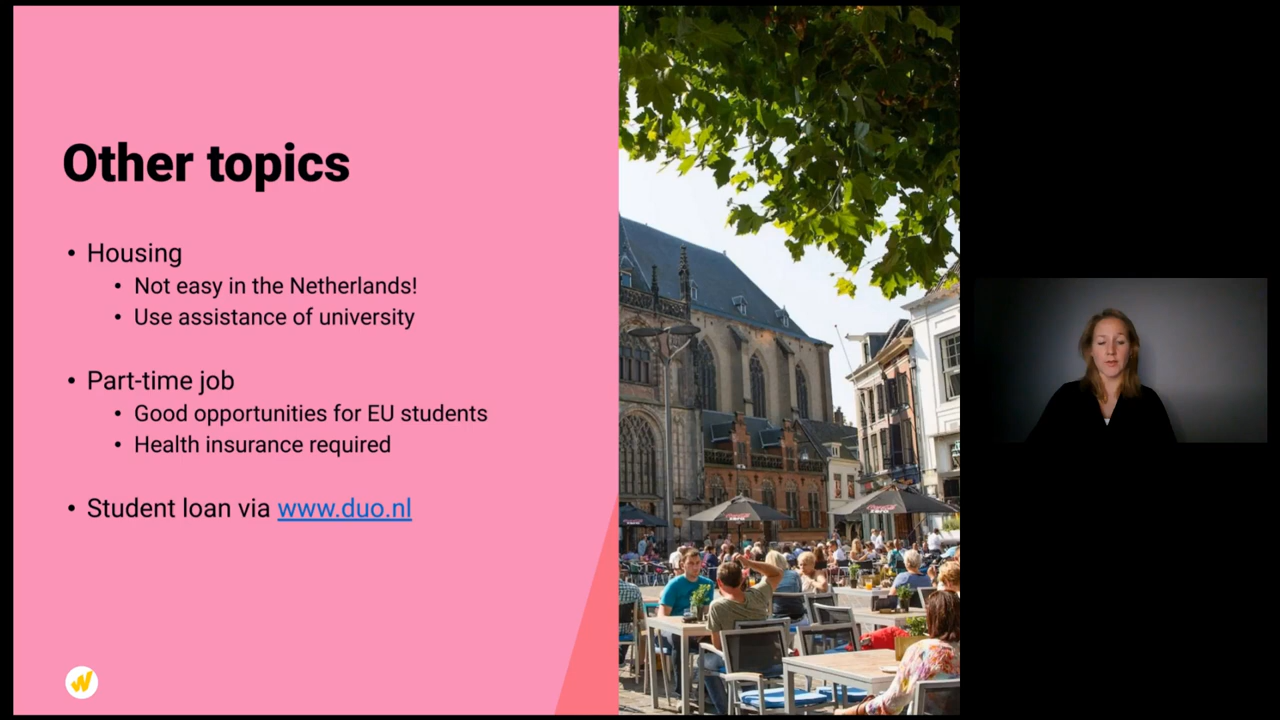 Other topics
• Housing
• Not easy in the Netherlands!
• Use assistance of university
• Part-time job
• Good opportunities for EU students
• Health insurance required
• Student loan via www.duo.nl